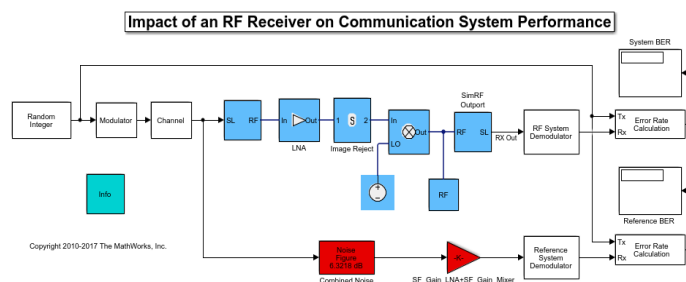 Impact of an RF Receiver on Communication System Performance
System BER
SimRF
Outport
Random
Integer
Modulator
Channel
SL RF
In Out
LNA
1 S 2
Image Reject
In Out
LO
RF SL
RX Out
RF System
Demodulator
Tx
Rx
Error Rate
Calculation
Info
RF
Reference BER
Copyright 2010-2017 The MathWorks, Inc.
Noise
Figure
Combined Noise
-K-
SF_Gain_LNA+SF_Gain_Mixer
Reference
System
Demodulator
Tx
Rx
Error Rate
Calculation